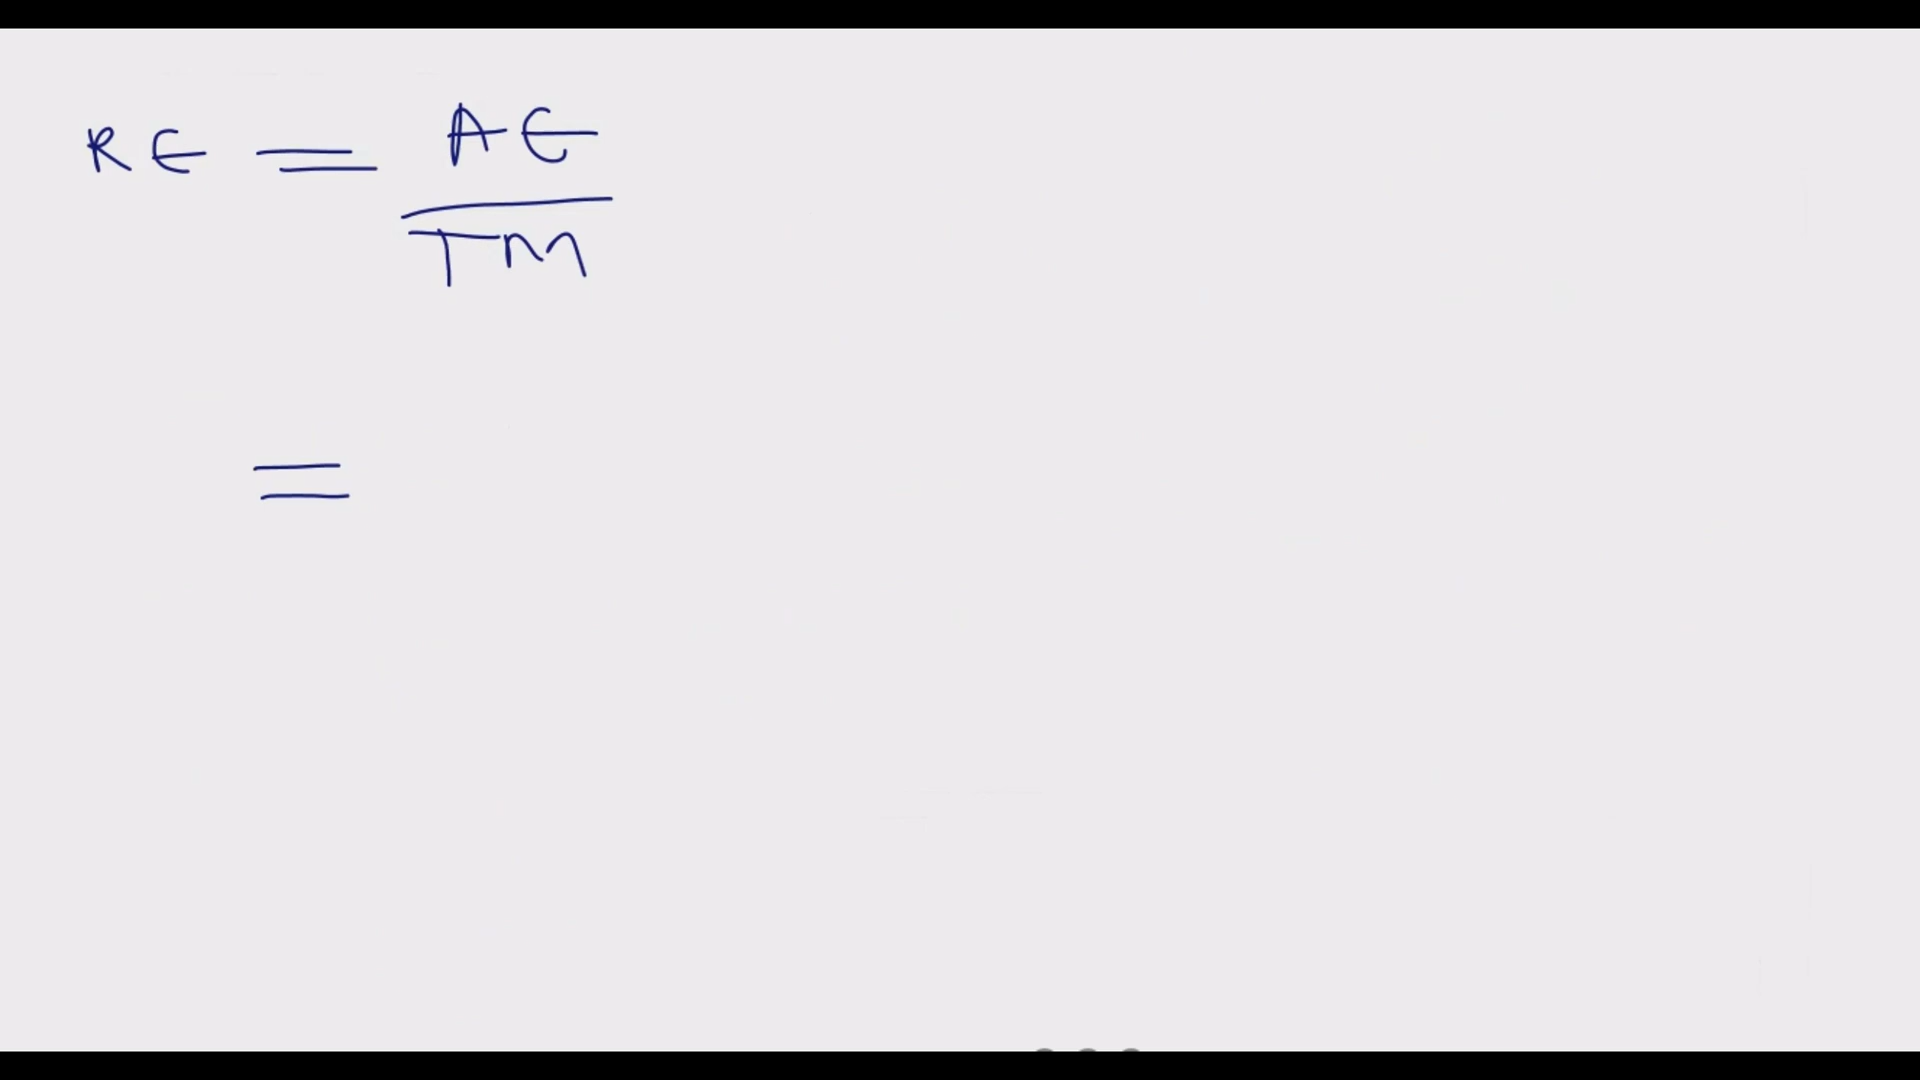 RE = AE
TM
=